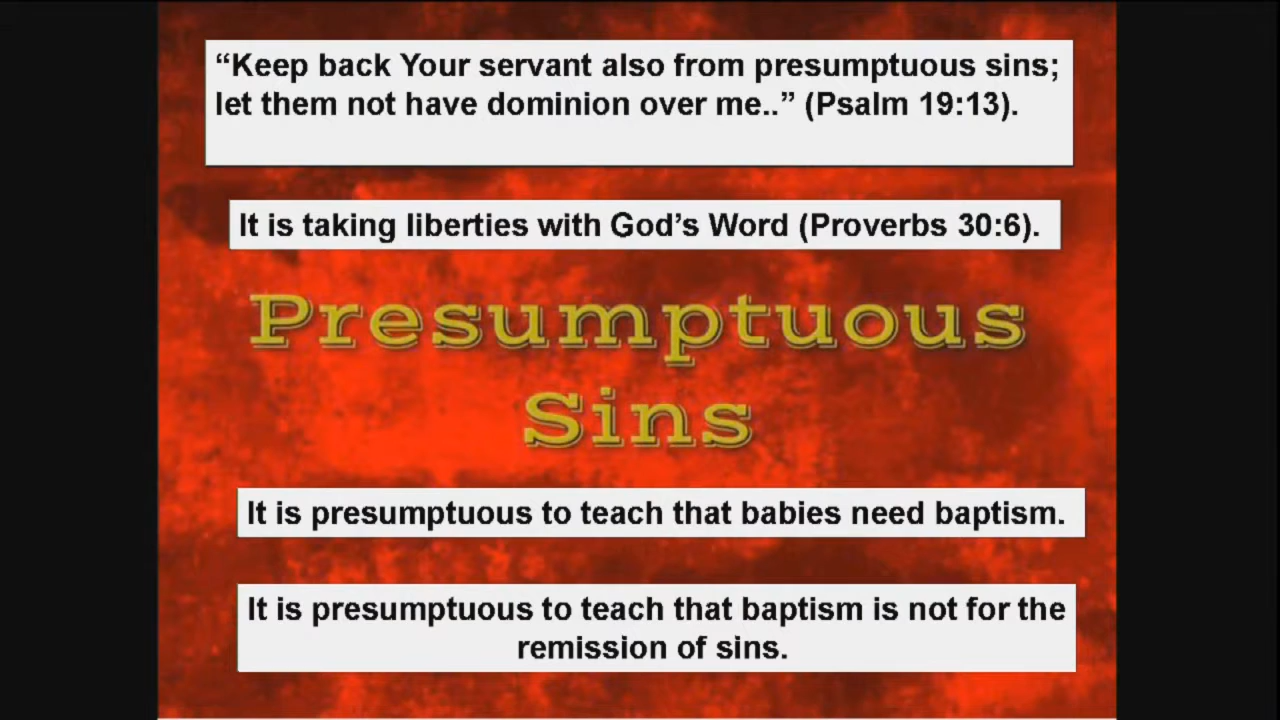 “Keep back Your servant also from presumptuous sins;
let them not have dominion over me..” (Psalm 19:13).
It is taking liberties with God’s Word (Proverbs 30:6).
Presumptuous
Sins
It is presumptuous to teach that babies need baptism.
It is presumptuous to teach that baptism is not for the
remission of sins.